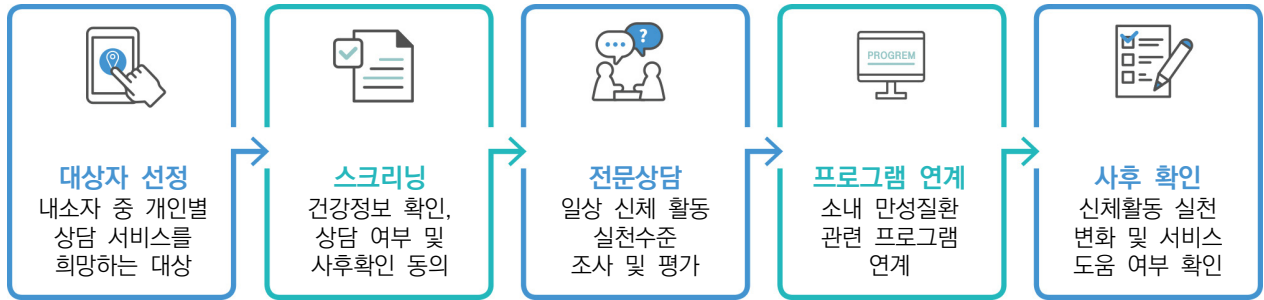 대상자 선정
내소자 중 개인별
상담 서비스를
희망하는 대상
스크리닝
건강정보 확인,
상담 여부 및
사후확인 동의
?
전문상담
일상 신체 활동
실천수준
조사 및 평가
PROGREM
프로그램 연계
소내 만성질환
관련 프로그램
연계
사후 확인
신체활동 실천
변화 및 서비스
도움 여부 확인